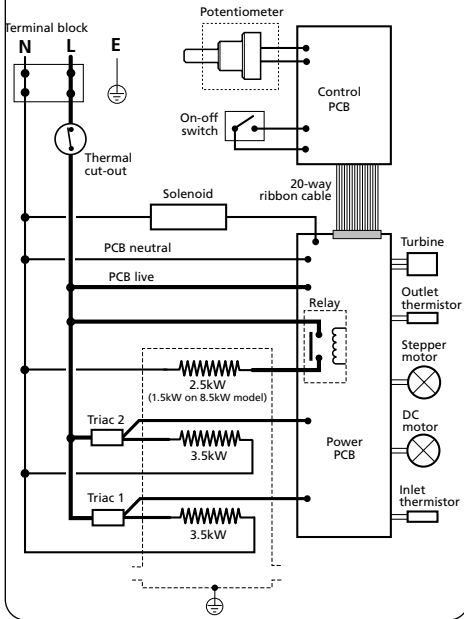 Potentiometer
Terminal block
N
L
E
Control
PCB
On-off
switch
Thermal
cut-out
20-way
ribbon cable
Solenoid
PCB neutral
Turbine
PCB live
Outlet
thermistor
Relay
Stepper
motor
2.5kW
(1.5kW on 8.5kW model)
Triac 2
DC
motor
Power
PCB
3.5kW
Triac 1
Inlet
thermistor
3.5kW